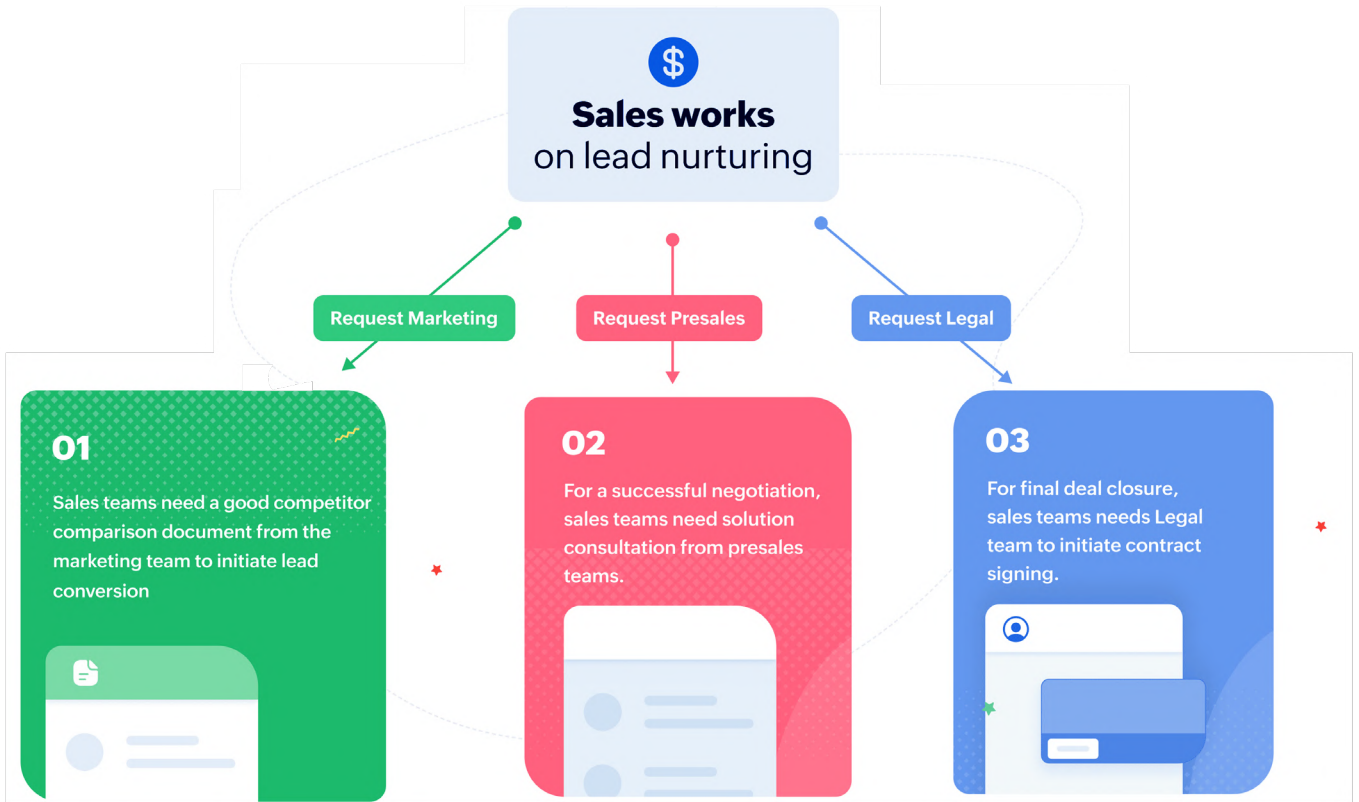 $
Sales works
on lead nurturing
Request Marketing
Request Presales
Request Legal
01
Sales teams need a good competitor
comparison document from the
marketing team to initiate lead
conversion
02
For a successful negotiation,
sales teams need solution
consultation from presales
teams.
03
For final deal closure,
sales teams needs Legal
team to initiate contract
signing.